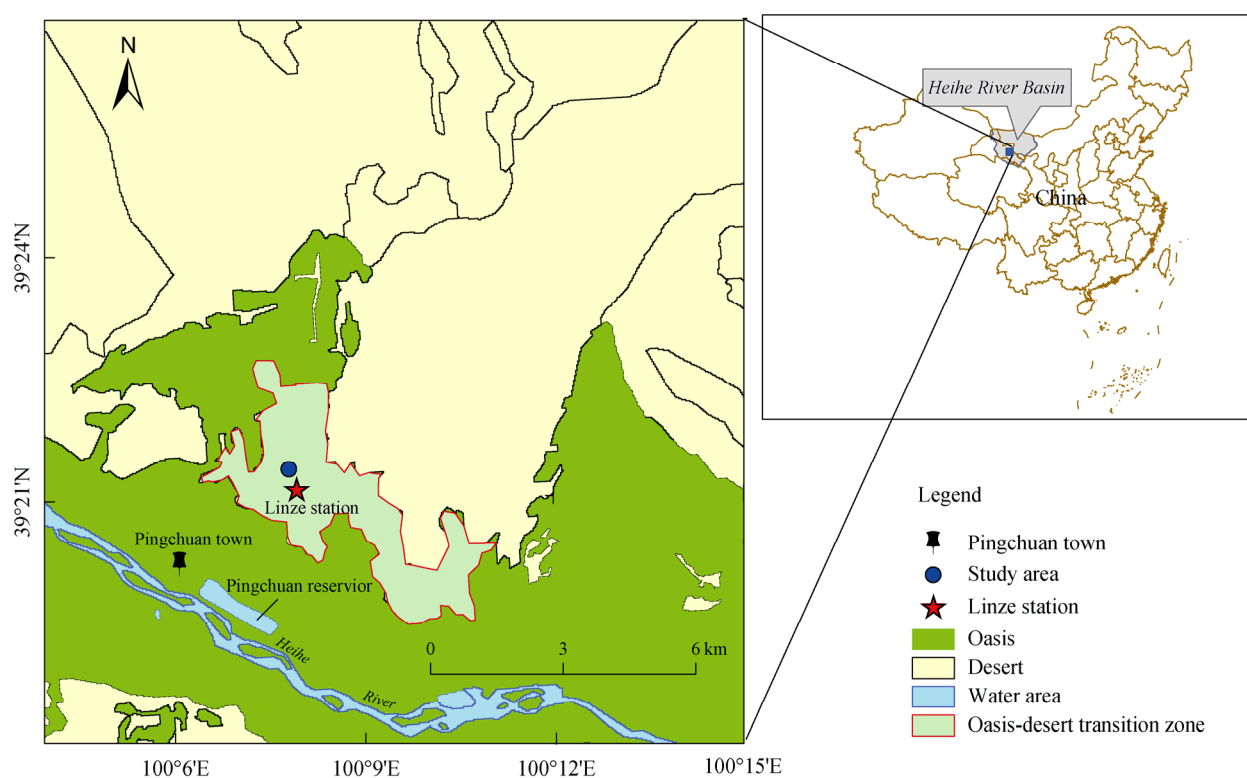 N
39°24'N
39°21'N
Linze station
Pingchuan town
Pingchuan reservior
Heihe
River
0 3 6 km
100°6'E 100°9'E 100°12'E 100°15'E
Heihe River Basin
China
Legend
Pingchuan town
Study area
Linze station
Oasis
Desert
Water area
Oasis-desert transition zone